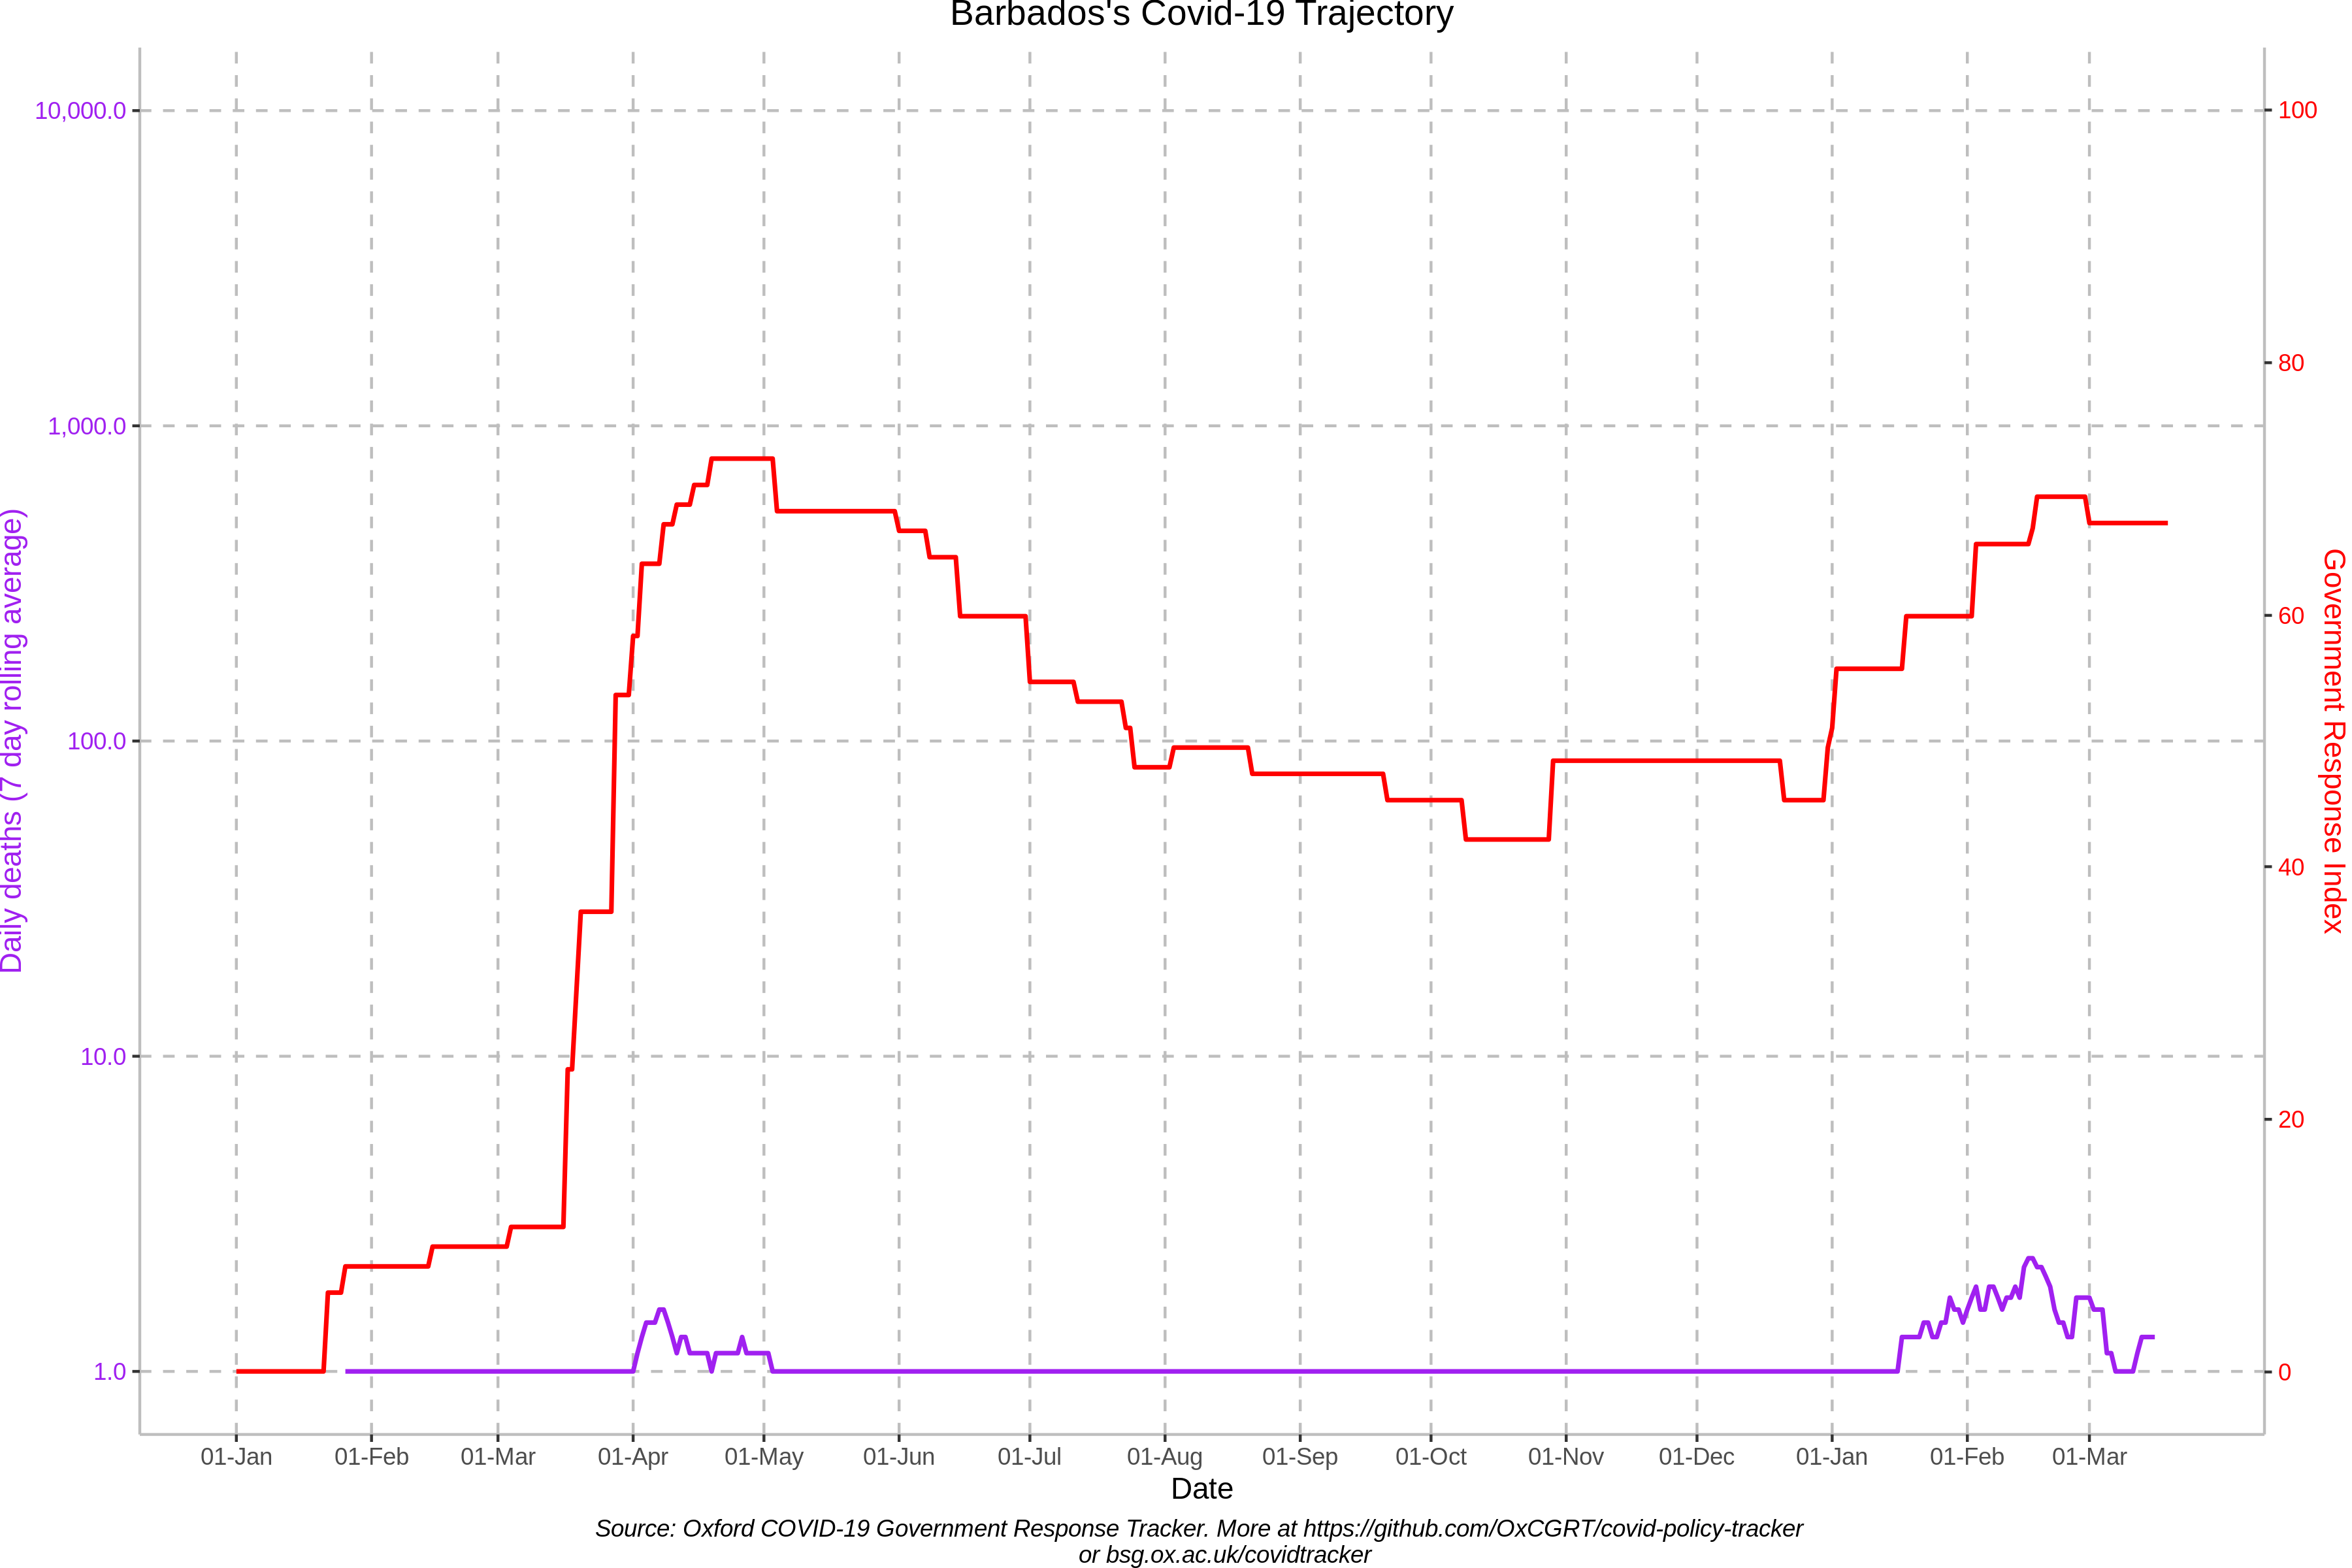 Barbados's Covid-19 Trajectory
10,000.0
1,000.0
100.0
10.0
1.0
Daily deaths (7 day rolling average)
100
80
60
40
20
0
Government Response Index
01-Jan 01-Feb 01-Mar 01-Apr 01-May 01-Jun 01-Jul 01-Aug 01-Sep 01-Oct 01-Nov 01-Dec 01-Jan 01-Feb 01-Mar
Date
Source: Oxford COVID-19 Government Response Tracker. More at https://github.com/OxCGRT/covid-policy-tracker
or bsg.ox.ac.uk/covidtracker